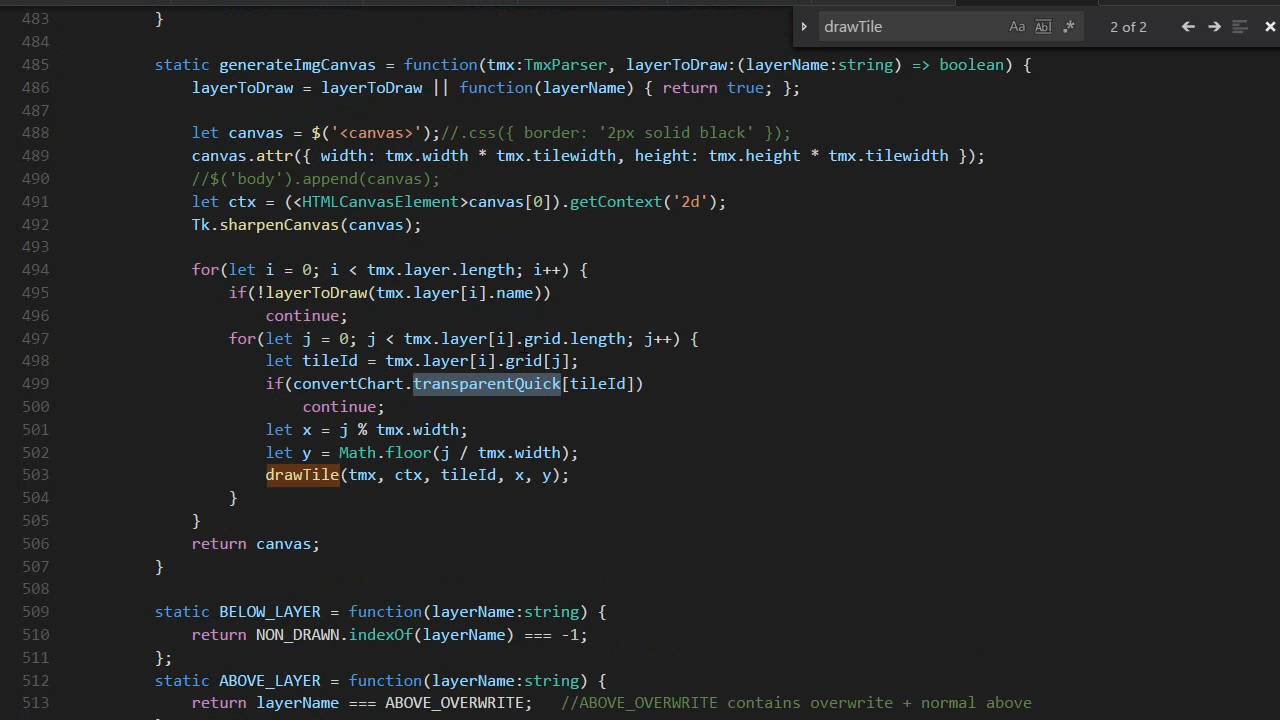 drawTile Aa Abl .* 2 of 2
483 }
484
485 static generateImgCanvas = function(tmx:TmxParser, layerToDraw:(layerName:string) => boolean) {
486 layerToDraw = layerToDraw || function(layerName) { return true; };
487
488 let canvas = $('<canvas>');//.css({ border: '2px solid black' });
489 canvas.attr({ width: tmx.width * tmx.tilewidth, height: tmx.height * tmx.tilewidth });
490 //$('body').append(canvas);
491 let ctx = (<HTMLCanvasElement>canvas[0]).getContext('2d');
492 Tk.sharpenCanvas(canvas);
493
494 for(let i = 0; i < tmx.layer.length; i++) {
495 if(!layerToDraw(tmx.layer[i].name))
496 continue;
497 for(let j = 0; j < tmx.layer[i].grid.length; j++) {
498 let tileId = tmx.layer[i].grid[j];
499 if(convertChart.transparentQuick[tileId])
500 continue;
501 let x = j % tmx.width;
502 let y = Math.floor(j / tmx.width);
503 drawTile(tmx, ctx, tileId, x, y);
504 }
505 }
506 return canvas;
507 }
508
509 static BELOW_LAYER = function(layerName:string) {
510 return NON_DRAWN.indexOf(layerName) === -1;
511 };
512 static ABOVE_LAYER = function(layerName:string) {
513 return layerName === ABOVE_OVERWRITE; //ABOVE_OVERWRITE contains overwrite + normal above